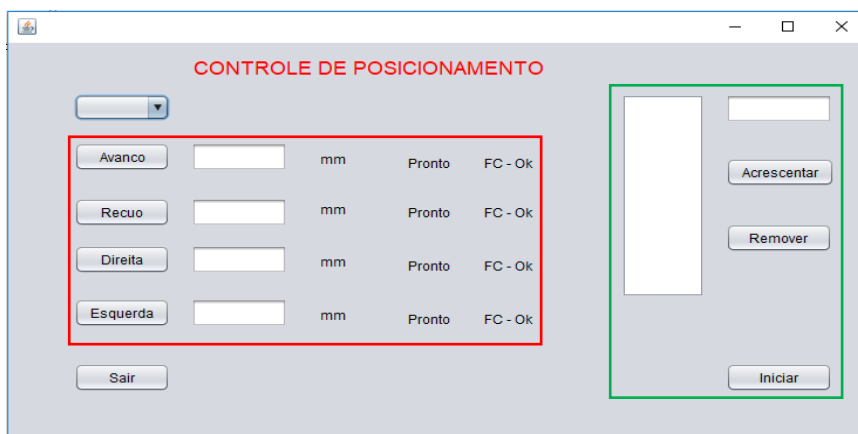 CONTROLE DE POSICIONAMENTO
Avanco mm Pronto FC - Ok
Recuo mm Pronto FC - Ok
Direita mm Pronto FC - Ok
Esquerda mm Pronto FC - Ok
Sair
Acrescentar
Remover
Iniciar